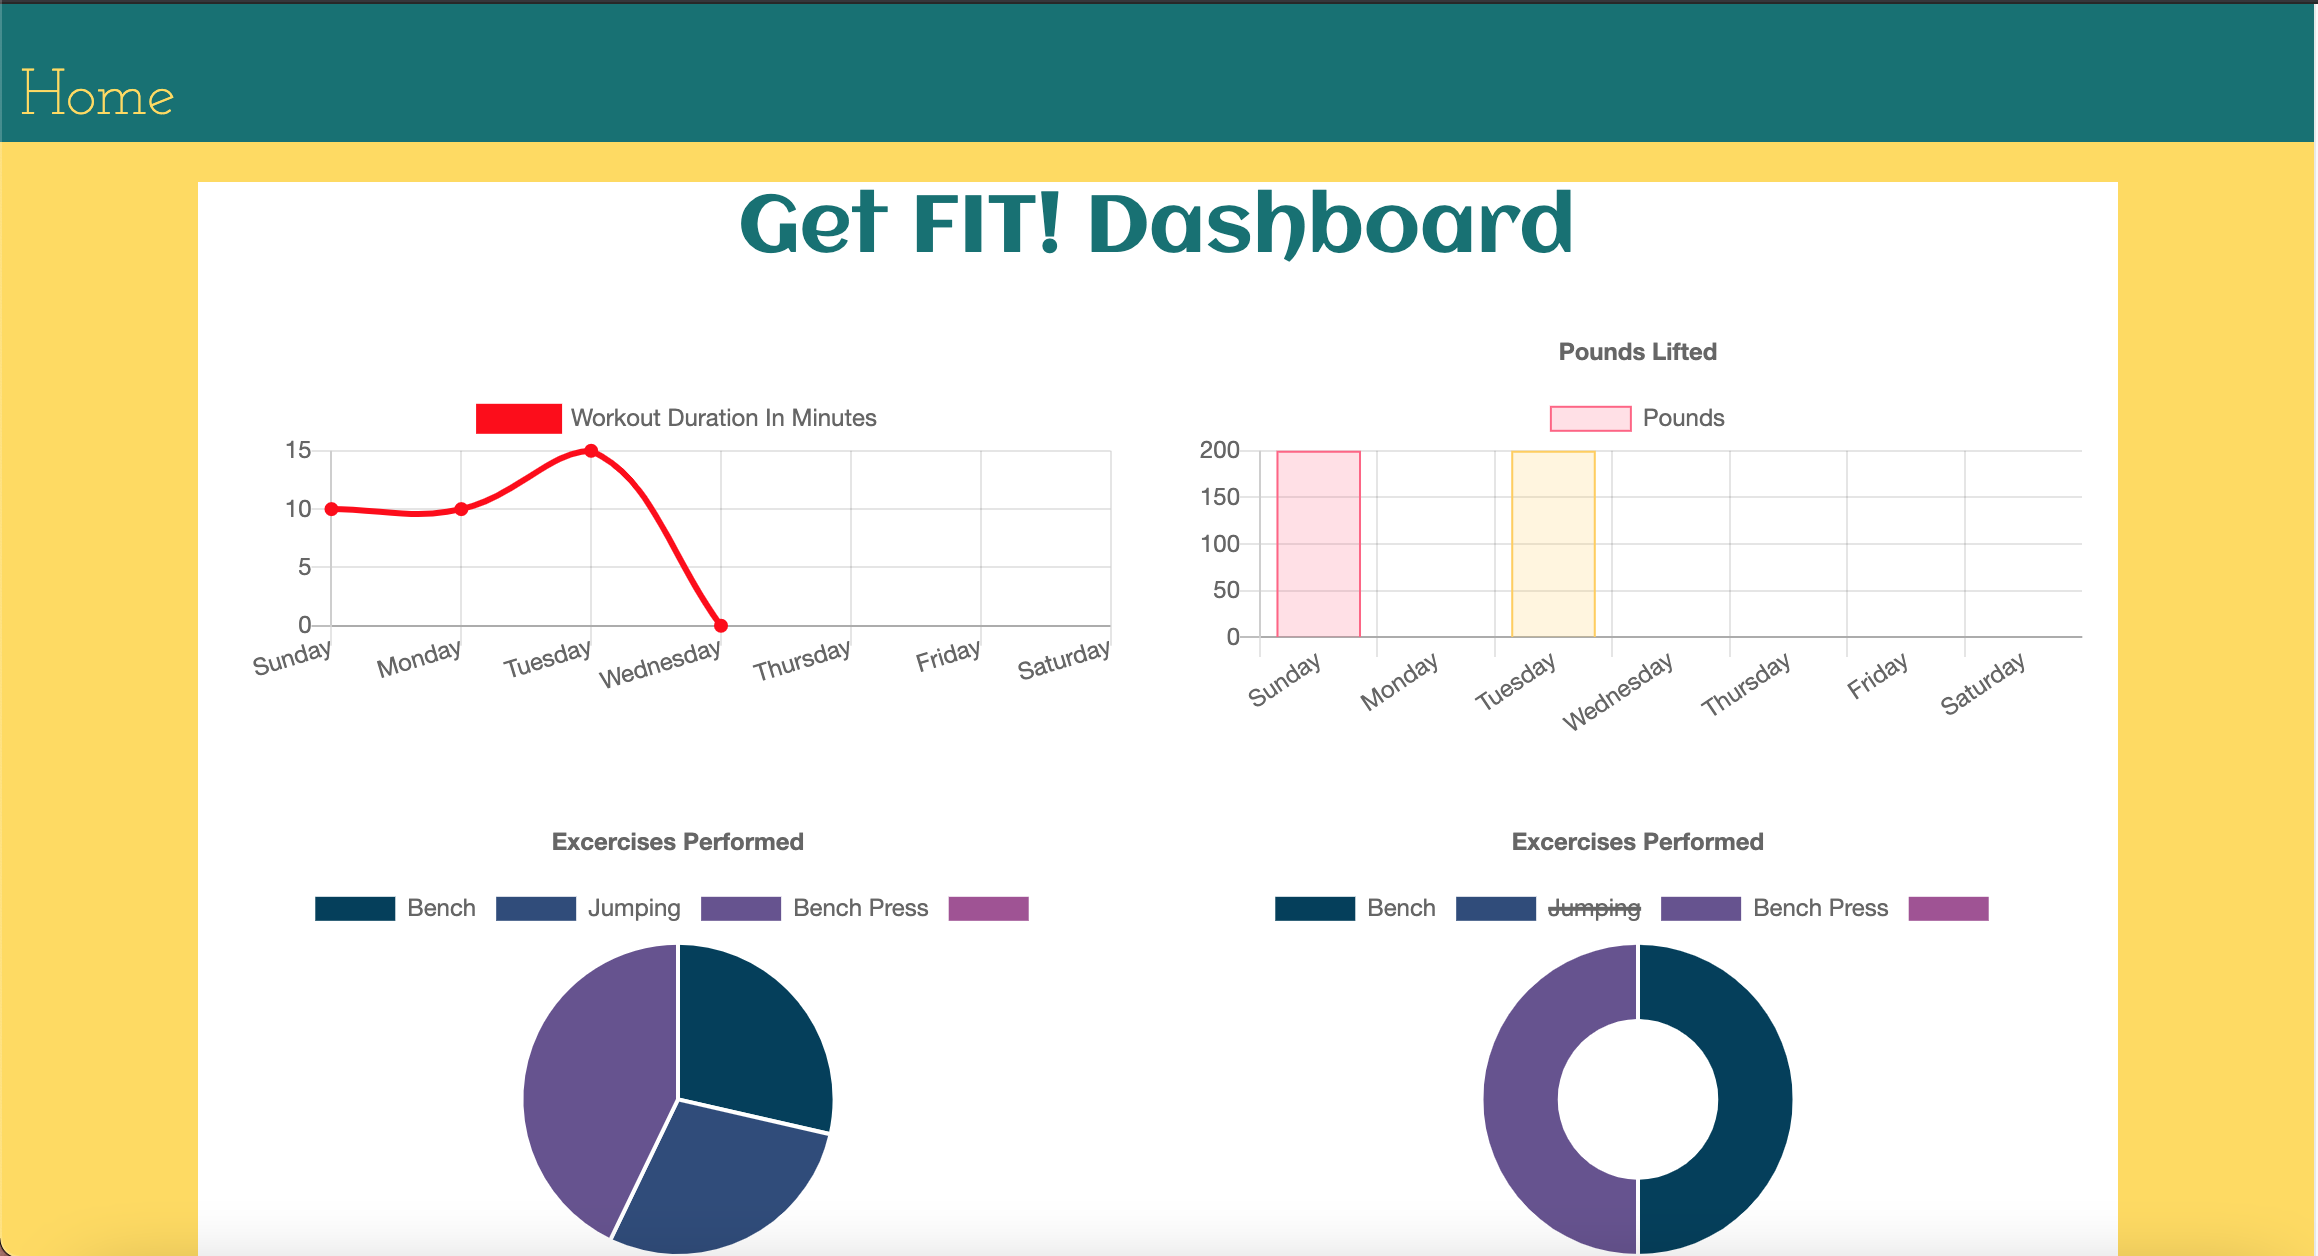 Home
Get FIT! Dashboard
Workout Duration In Minutes
15
10
5
0
Sunday Monday Tuesday Wednesday Thursday Friday Saturday
Pounds Lifted
Pounds
200
150
100
50
0
Sunday Monday Tuesday Wednesday Thursday Friday Saturday
Excercises Performed
Bench Jumping Bench Press
Excercises Performed
Bench Jumping Bench Press